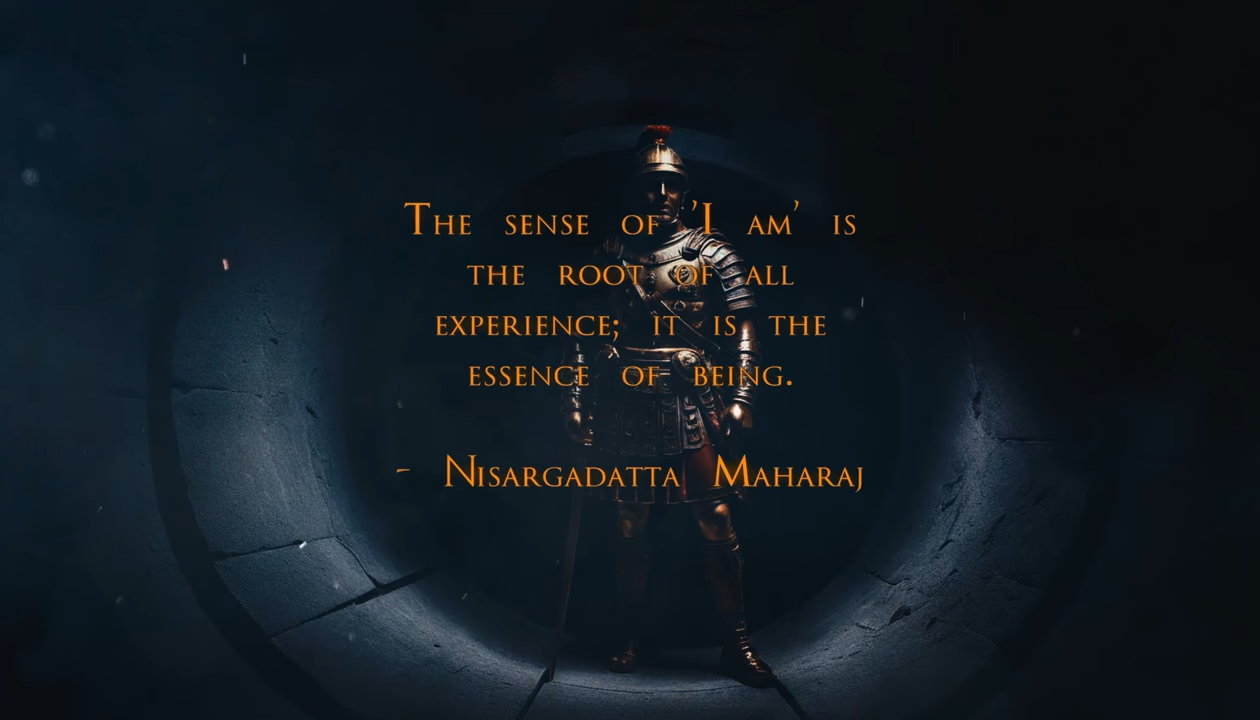 The sense of 'I am' is
the root of all
experience; it is the
essence of being.
- Nisargadatta Maharaj